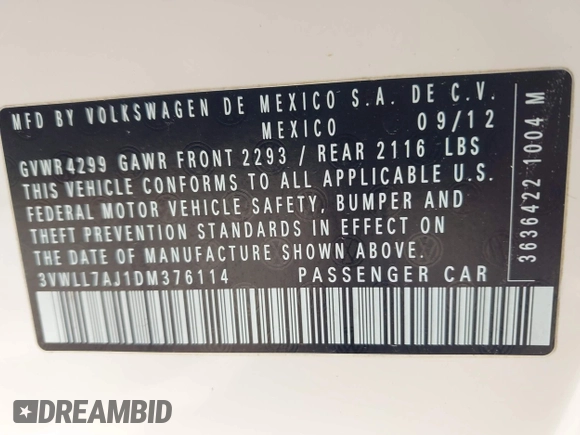 MFD BY VOLKSWAGEN DE MEXICO S.A. DE C.V.
MEXICO 09/12
GVWR4299 GAWR FRONT 2293 / REAR 2116 LBS
THIS VEHICLE CONFORMS TO ALL APPLICABLE U.S.
FEDERAL MOTOR VEHICLE SAFETY, BUMPER AND
THEFT PREVENTION STANDARDS IN EFFECT ON
THE DATE OF MANUFACTURE SHOWN ABOVE.
3VWLL7AJ1DM376114 PASSENGER CAR
3636422 1004 M
DREAMBID